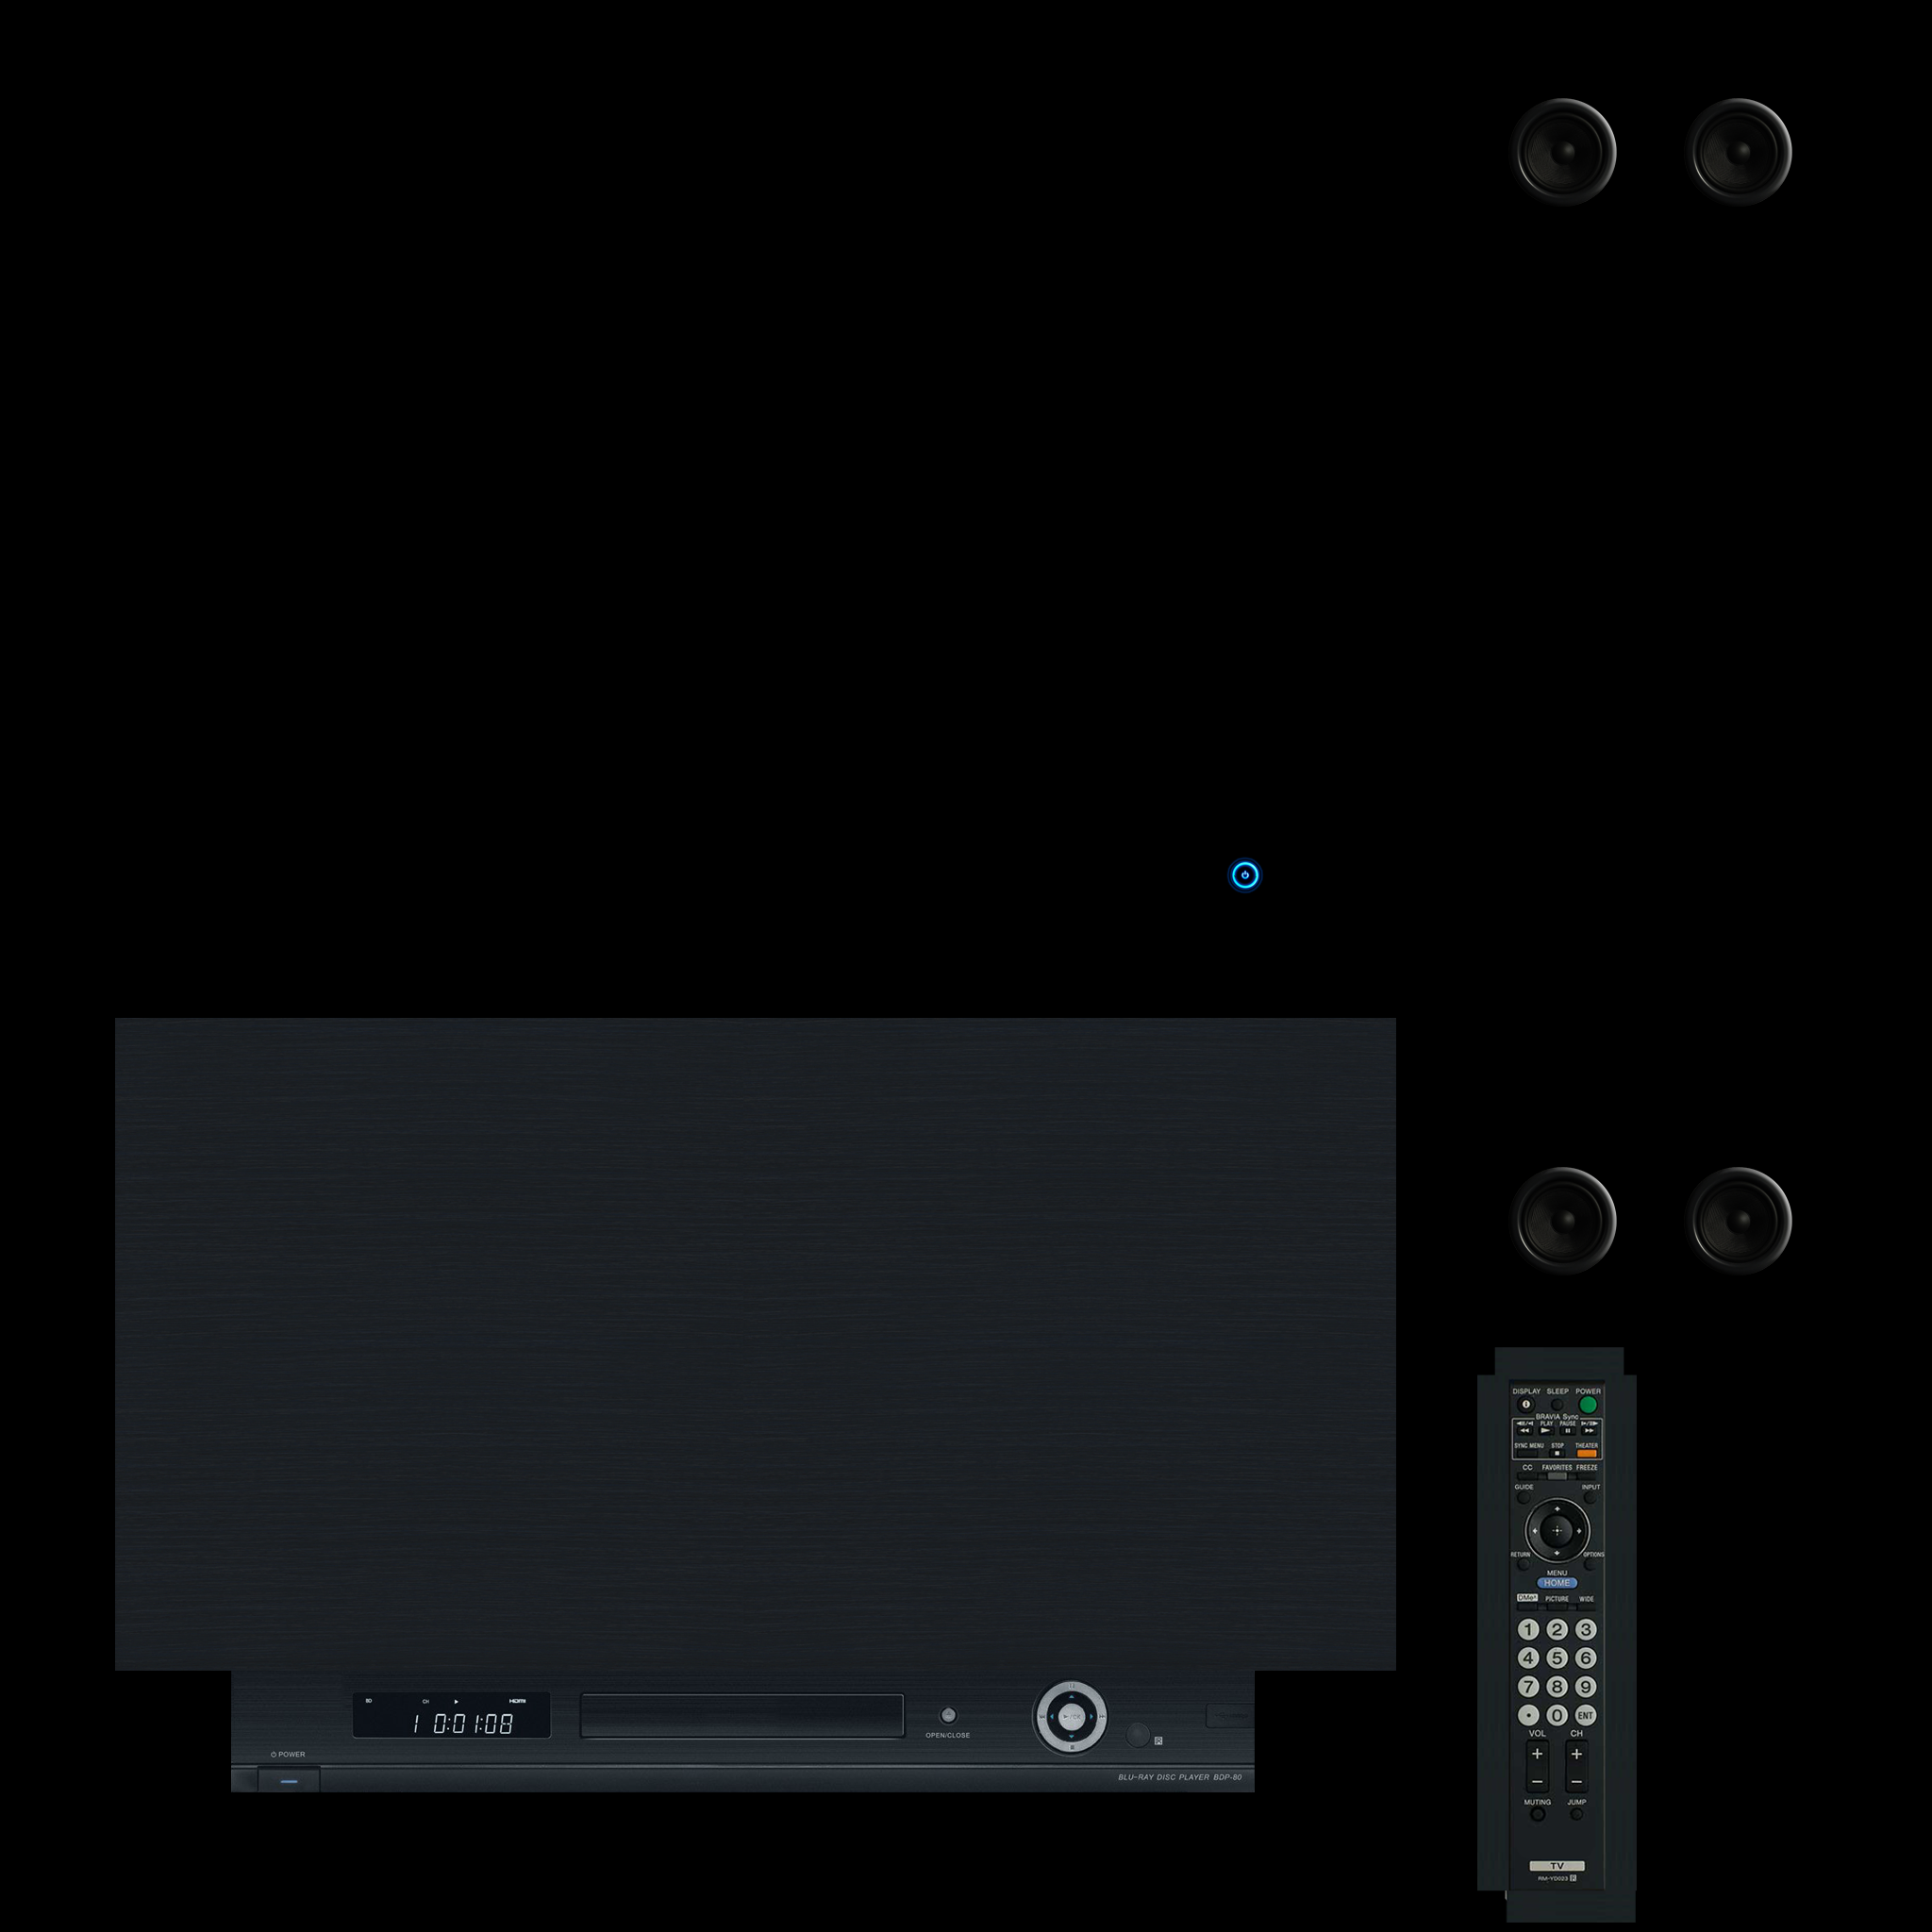 SD CH HDMI
1 0:01:08
OPEN/CLOSE
POWER
BLU-RAY DISC PLAYER BDP-80
DISPLAY SLEEP POWER
BRAVIA Sync
PLAY PAUSE
SYNC MENU STOP THEATER
CC FAVORITES FREEZE
GUIDE INPUT
RETURN OPTIONS
MENU
HOME
DMeˣ PICTURE WIDE
1 2 3
4 5 6
7 8 9
• 0 ENT
VOL CH
+ +
− −
MUTING JUMP
TV
RM-YD023